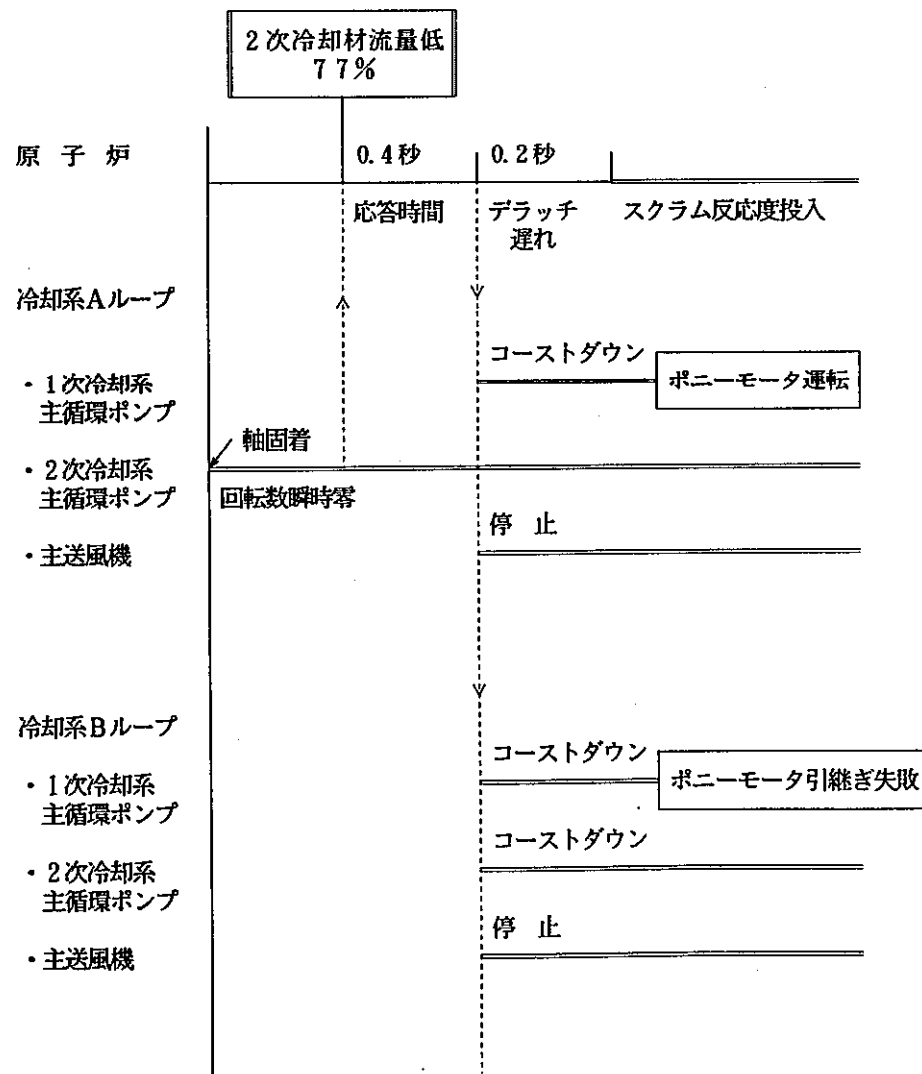 2次冷却材流量低
77%
原 子 炉
0.4秒
0.2秒
応答時間
デラッチ
遅れ
スクラム反応度投入
冷却系Aループ
コーストダウン
ポニーモータ運転
・1次冷却系
主循環ポンプ
軸固着
・2次冷却系
主循環ポンプ
回転数瞬時零
停 止
・主送風機
冷却系Bループ
コーストダウン
ポニーモータ引継ぎ失敗
・1次冷却系
主循環ポンプ
コーストダウン
・2次冷却系
主循環ポンプ
停 止
・主送風機